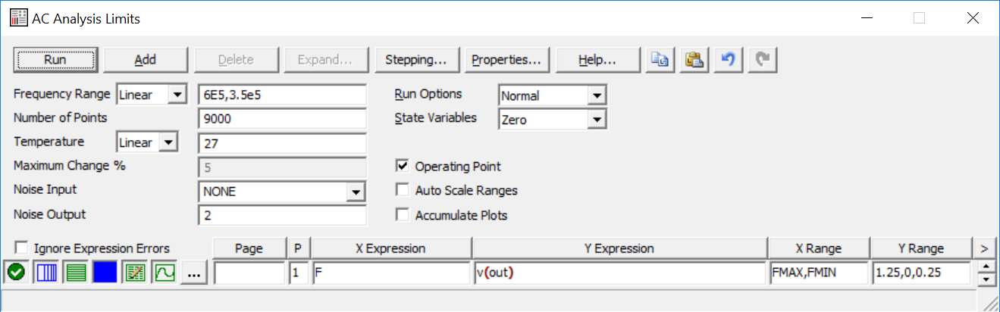 AC Analysis Limits
Run Add Delete Expand... Stepping... Properties... Help...
Frequency Range Linear 6E5,3.5e5 Run Options Normal
Number of Points 9000 State Variables Zero
Temperature Linear 27
Maximum Change % 5 Operating Point
Noise Input NONE Auto Scale Ranges
Noise Output 2 Accumulate Plots
Ignore Expression Errors Page P X Expression Y Expression X Range Y Range >
... 1 F v(out) FMAX,FMIN 1.25,0,0.25